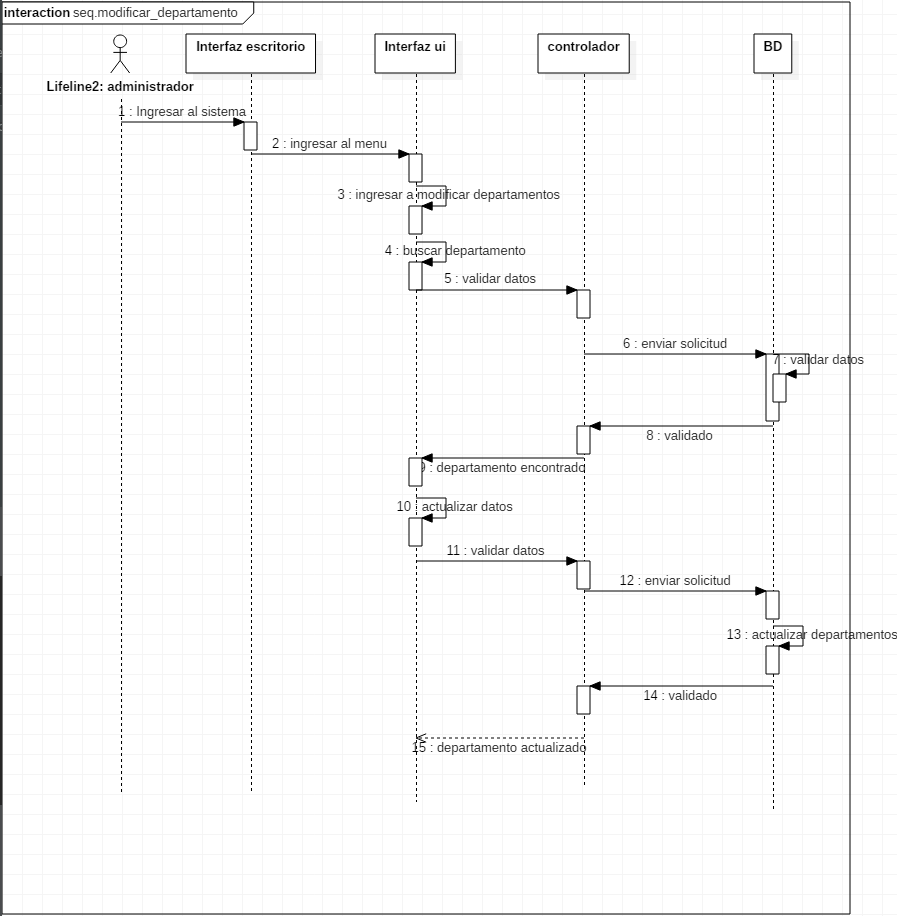 interaction seq.modificar_departamento
Interfaz escritorio
Interfaz ui
controlador
BD
Lifeline2: administrador
1 : Ingresar al sistema
2 : ingresar al menu
3 : ingresar a modificar departamentos
4 : buscar departamento
5 : validar datos
6 : enviar solicitud
7 : validar datos
8 : validado
9 : departamento encontrado
10 : actualizar datos
11 : validar datos
12 : enviar solicitud
13 : actualizar departamentos
14 : validado
15 : departamento actualizado